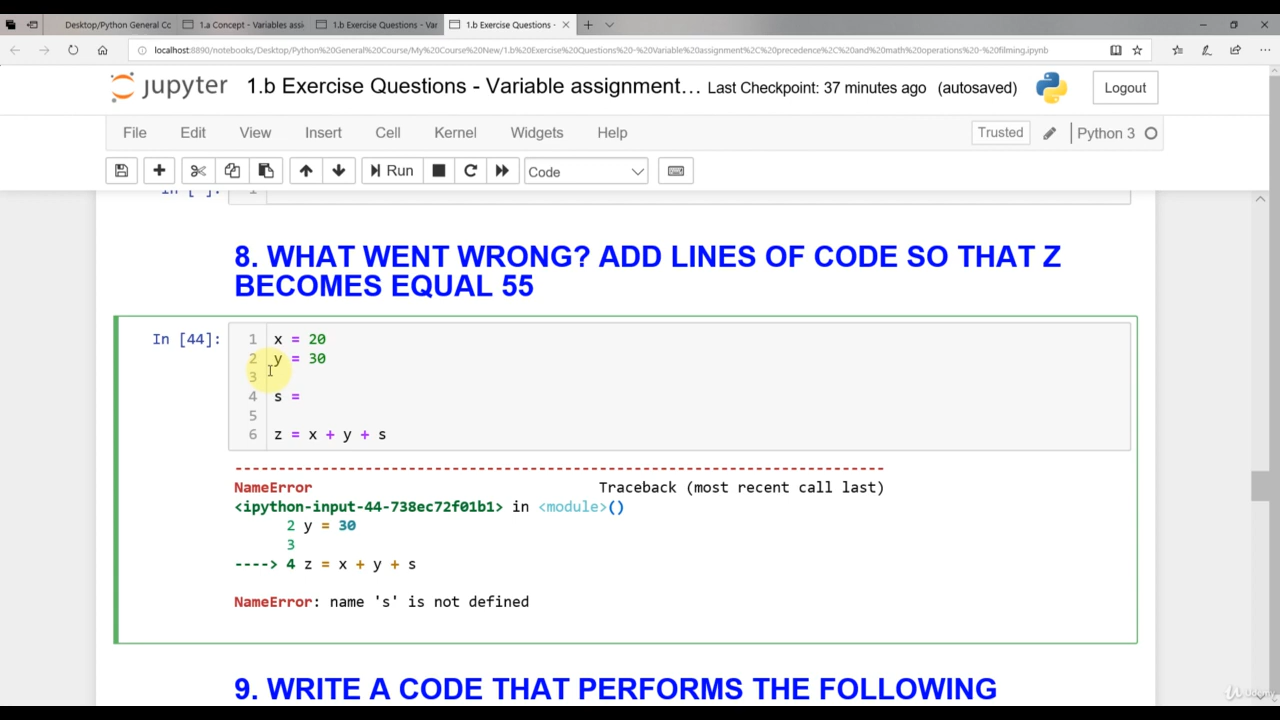 Desktop/Python General Cc
1.a Concept - Variables assi
1.b Exercise Questions - Var
1.b Exercise Questions -
localhost:8890/notebooks/Desktop/Python%20General%20Course/My%20Course%20New/1.b%20Exercise%20Questions%20-%20Variable%20assignment%2C%20precedence%2C%20and%20math%20operations%20-%20filming.ipynb
jupyter 1.b Exercise Questions - Variable assignment... Last Checkpoint: 37 minutes ago (autosaved) Logout
File Edit View Insert Cell Kernel Widgets Help Trusted Python 3
Run Code
In [ ]: 1
8. WHAT WENT WRONG? ADD LINES OF CODE SO THAT Z
BECOMES EQUAL 55
In [44]: 1 x = 20
2 y = 30
3
4 s =
5
6 z = x + y + s
---------------------------------------------------------------------------
NameError Traceback (most recent call last)
<ipython-input-44-738ec72f01b1> in <module>()
2 y = 30
3
----> 4 z = x + y + s
NameError: name 's' is not defined
9. WRITE A CODE THAT PERFORMS THE FOLLOWING
Udemy